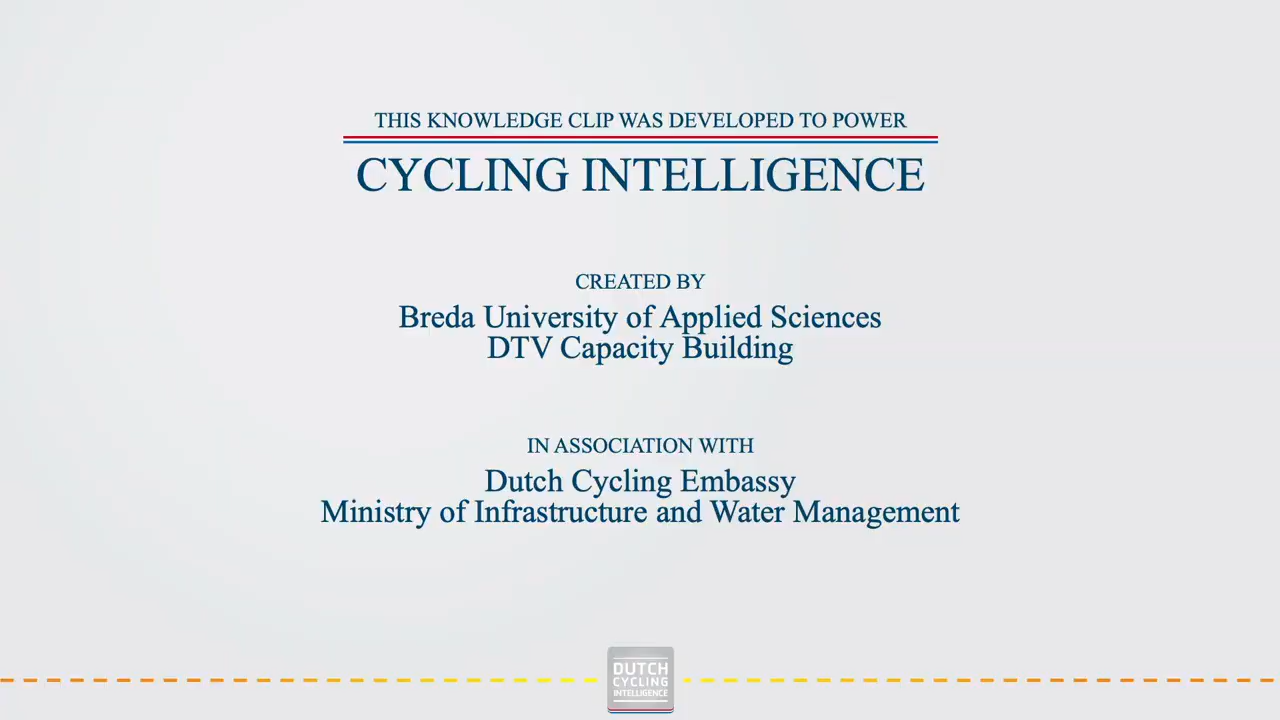 THIS KNOWLEDGE CLIP WAS DEVELOPED TO POWER
CYCLING INTELLIGENCE
CREATED BY
Breda University of Applied Sciences
DTV Capacity Building
IN ASSOCIATION WITH
Dutch Cycling Embassy
Ministry of Infrastructure and Water Management
DUTCH
CYCLING
INTELLIGENCE